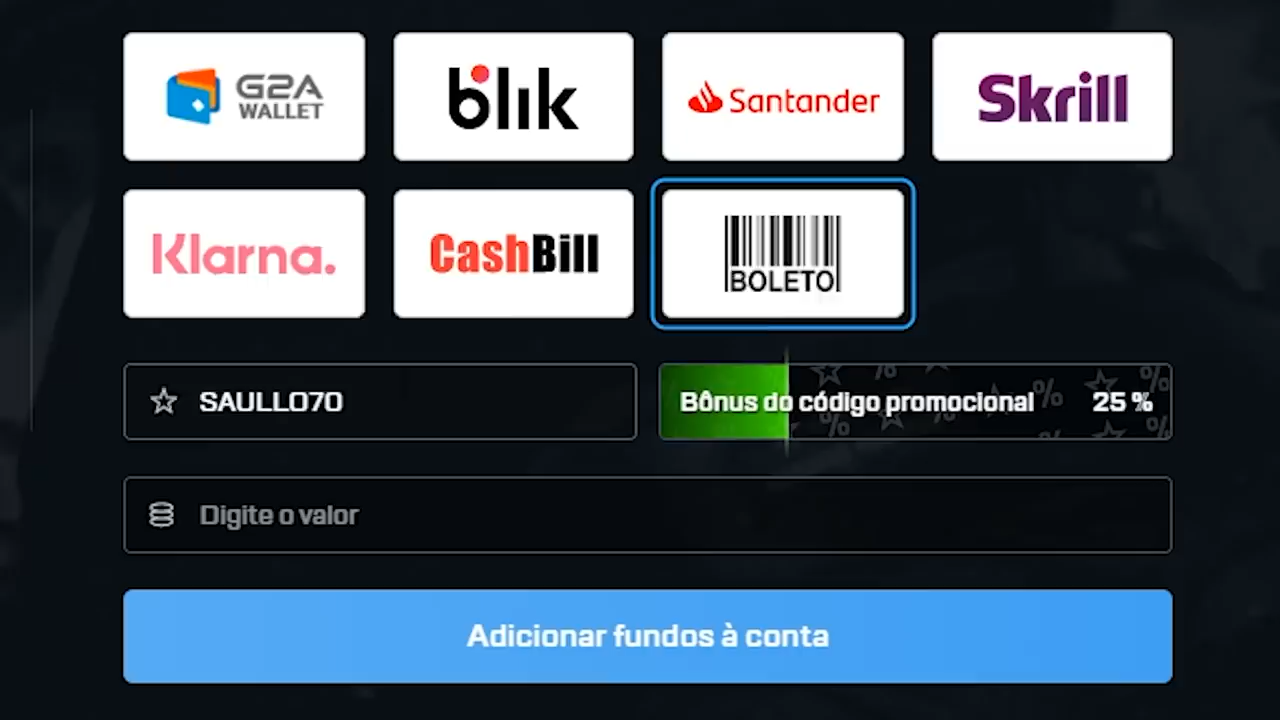 G2A
WALLET
blik
Santander
Skrill
Klarna.
CashBill
BOLETO
SAULLO70
Bônus do código promocional
25 %
Digite o valor
Adicionar fundos à conta